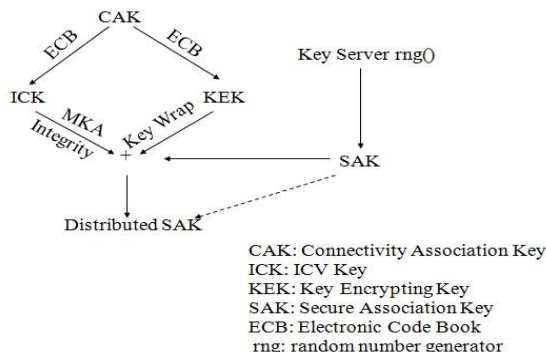 CAK
ECB
ECB
Key Server rng()
ICK
KEK
MKA
Integrity
Key Wrap
+
SAK
Distributed SAK
CAK: Connectivity Association Key
ICK: ICV Key
KEK: Key Encrypting Key
SAK: Secure Association Key
ECB: Electronic Code Book
rng: random number generator